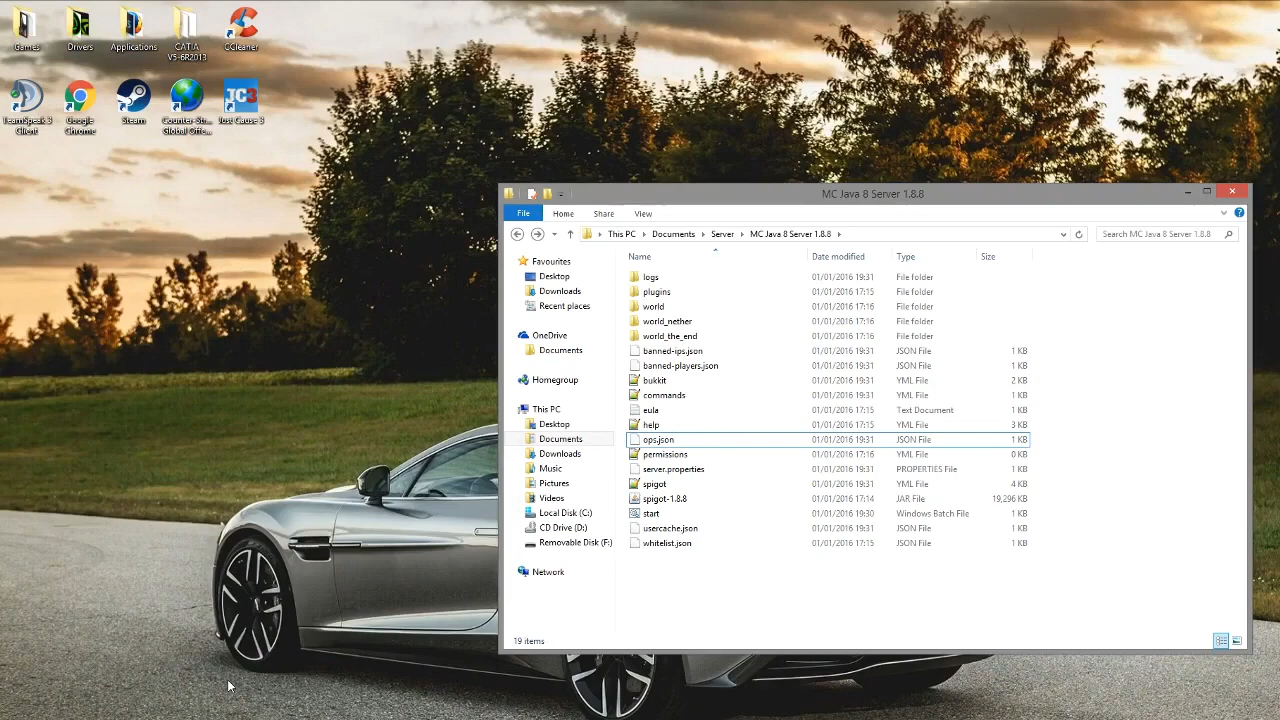 Games Drivers Applications CATIA V5-6R2013 CCleaner
TeamSpeak 3 Client Google Chrome Steam Counter-Str... Global Offe... Just Cause 3
MC Java 8 Server 1.8.8
File Home Share View
This PC Documents Server MC Java 8 Server 1.8.8 Search MC Java 8 Server 1.8.8
Name Date modified Type Size
Favourites
Desktop
Downloads
Recent places
OneDrive
Documents
Homegroup
This PC
Desktop
Documents
Downloads
Music
Pictures
Videos
Local Disk (C:)
CD Drive (D:)
Removable Disk (F:)
Network
logs 01/01/2016 19:31 File folder
plugins 01/01/2016 17:15 File folder
world 01/01/2016 17:16 File folder
world_nether 01/01/2016 17:16 File folder
world_the_end 01/01/2016 17:16 File folder
banned-ips.json 01/01/2016 19:31 JSON File 1 KB
banned-players.json 01/01/2016 19:31 JSON File 1 KB
bukkit 01/01/2016 19:31 YML File 2 KB
commands 01/01/2016 19:31 YML File 1 KB
eula 01/01/2016 17:15 Text Document 1 KB
help 01/01/2016 17:15 YML File 3 KB
ops.json 01/01/2016 19:31 JSON File 1 KB
permissions 01/01/2016 17:16 YML File 0 KB
server.properties 01/01/2016 19:31 PROPERTIES File 1 KB
spigot 01/01/2016 19:31 YML File 4 KB
spigot-1.8.8 01/01/2016 17:14 JAR File 19,296 KB
start 01/01/2016 19:30 Windows Batch File 1 KB
usercache.json 01/01/2016 19:31 JSON File 1 KB
whitelist.json 01/01/2016 17:15 JSON File 1 KB
19 items